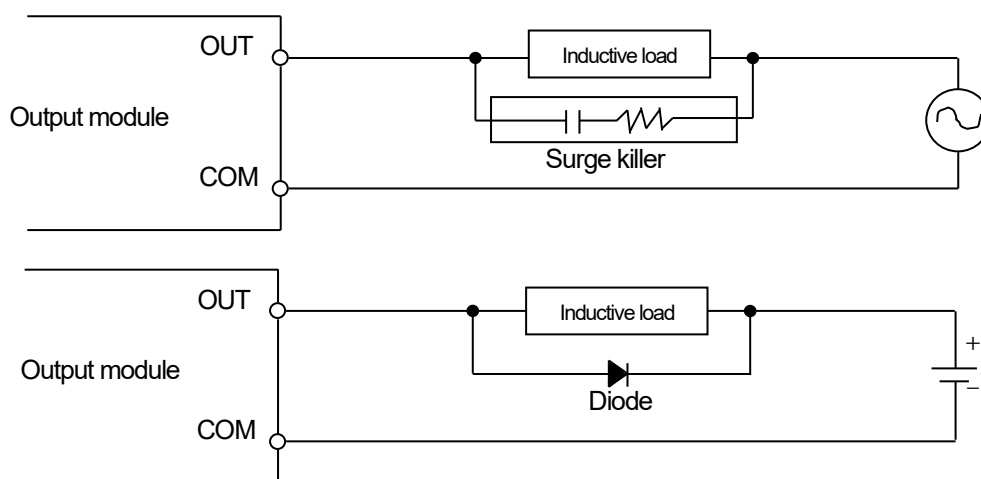 OUT
Inductive load
Output module
Surge killer
COM
OUT
Inductive load
+
Output module
Diode
−
COM